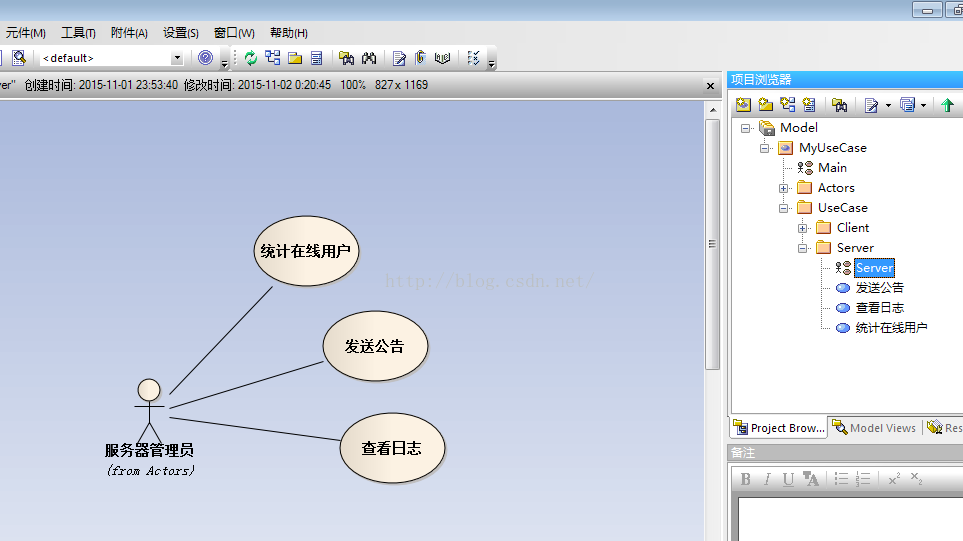 元件(M) 工具(T) 附件(A) 设置(S) 窗口(W) 帮助(H)
<default>
er" 创建时间: 2015-11-01 23:53:40 修改时间: 2015-11-02 0:20:45 100% 827 x 1169
项目浏览器
Model
MyUseCase
Main
Actors
UseCase
Client
Server
Server
发送公告
查看日志
统计在线用户
统计在线用户
http://blog.csdn.net/
发送公告
查看日志
服务器管理员
(from Actors)
Project Brow... Model Views Res
备注
B I U A
x² x₂